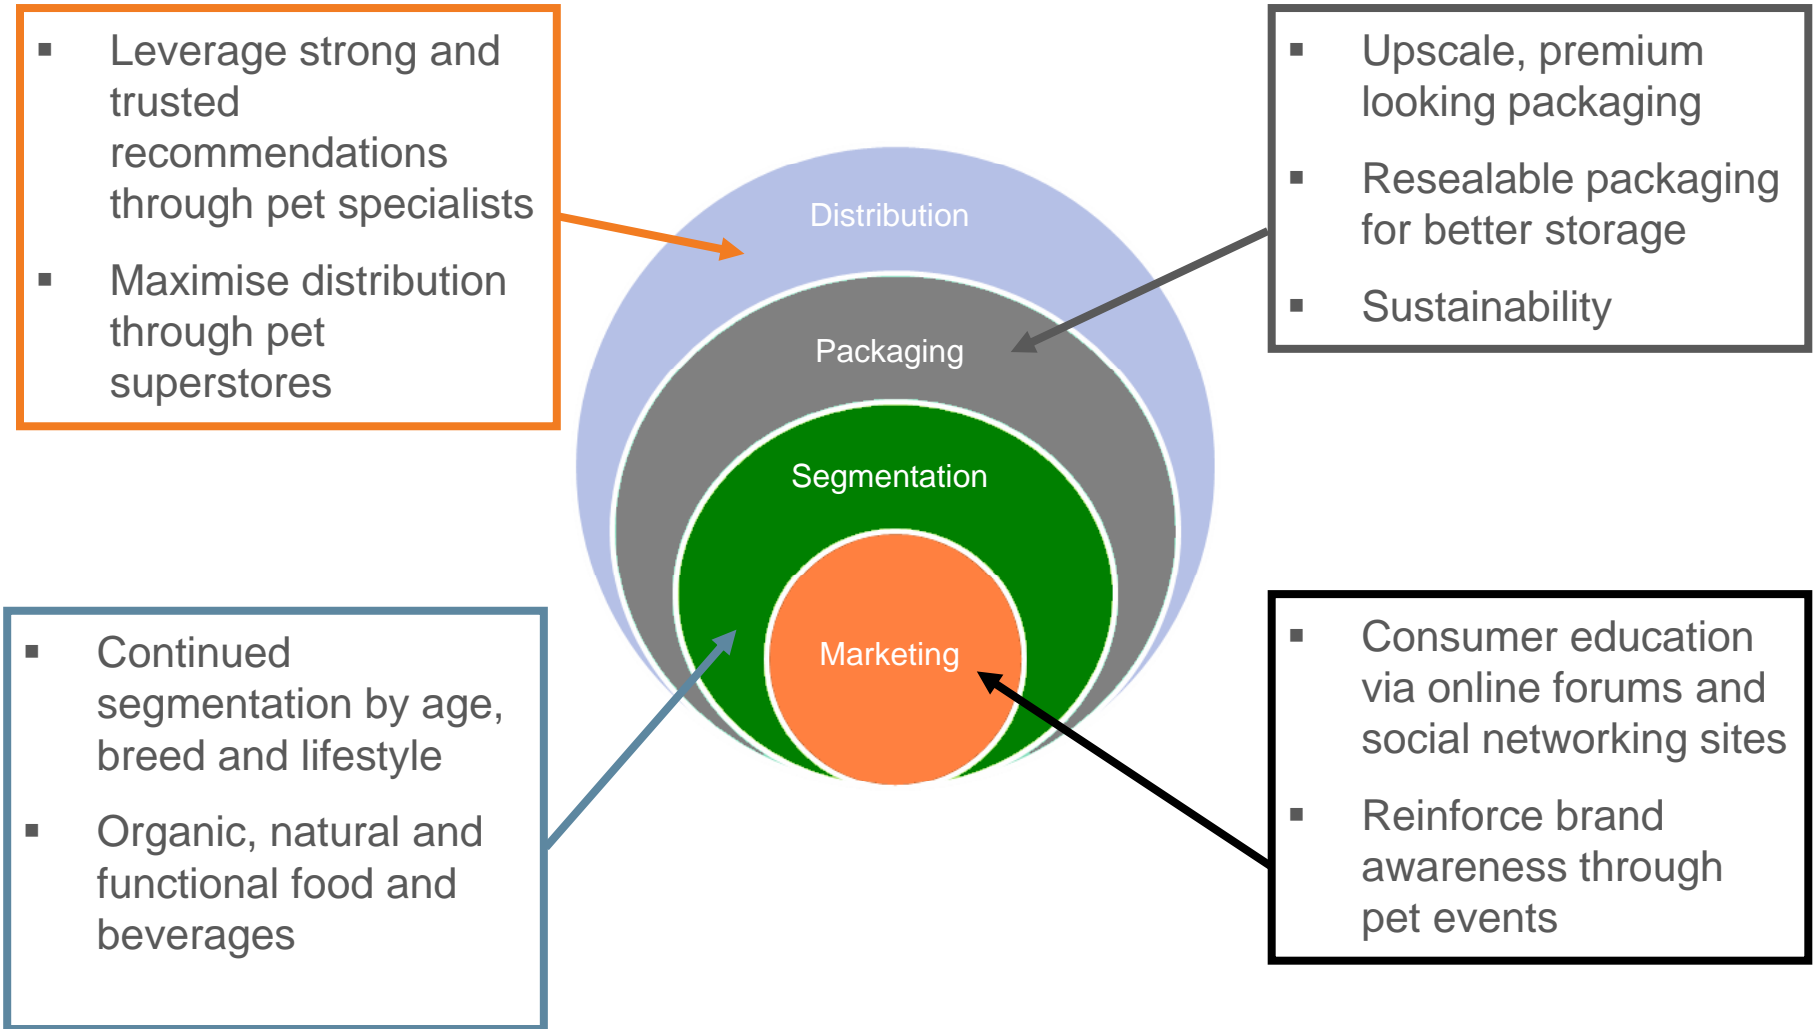 ▪ Leverage strong and
trusted
recommendations
through pet specialists
▪ Maximise distribution
through pet
superstores
▪ Upscale, premium
looking packaging
▪ Resealable packaging
for better storage
▪ Sustainability
Distribution
Packaging
Segmentation
Marketing
▪ Continued
segmentation by age,
breed and lifestyle
▪ Organic, natural and
functional food and
beverages
▪ Consumer education
via online forums and
social networking sites
▪ Reinforce brand
awareness through
pet events